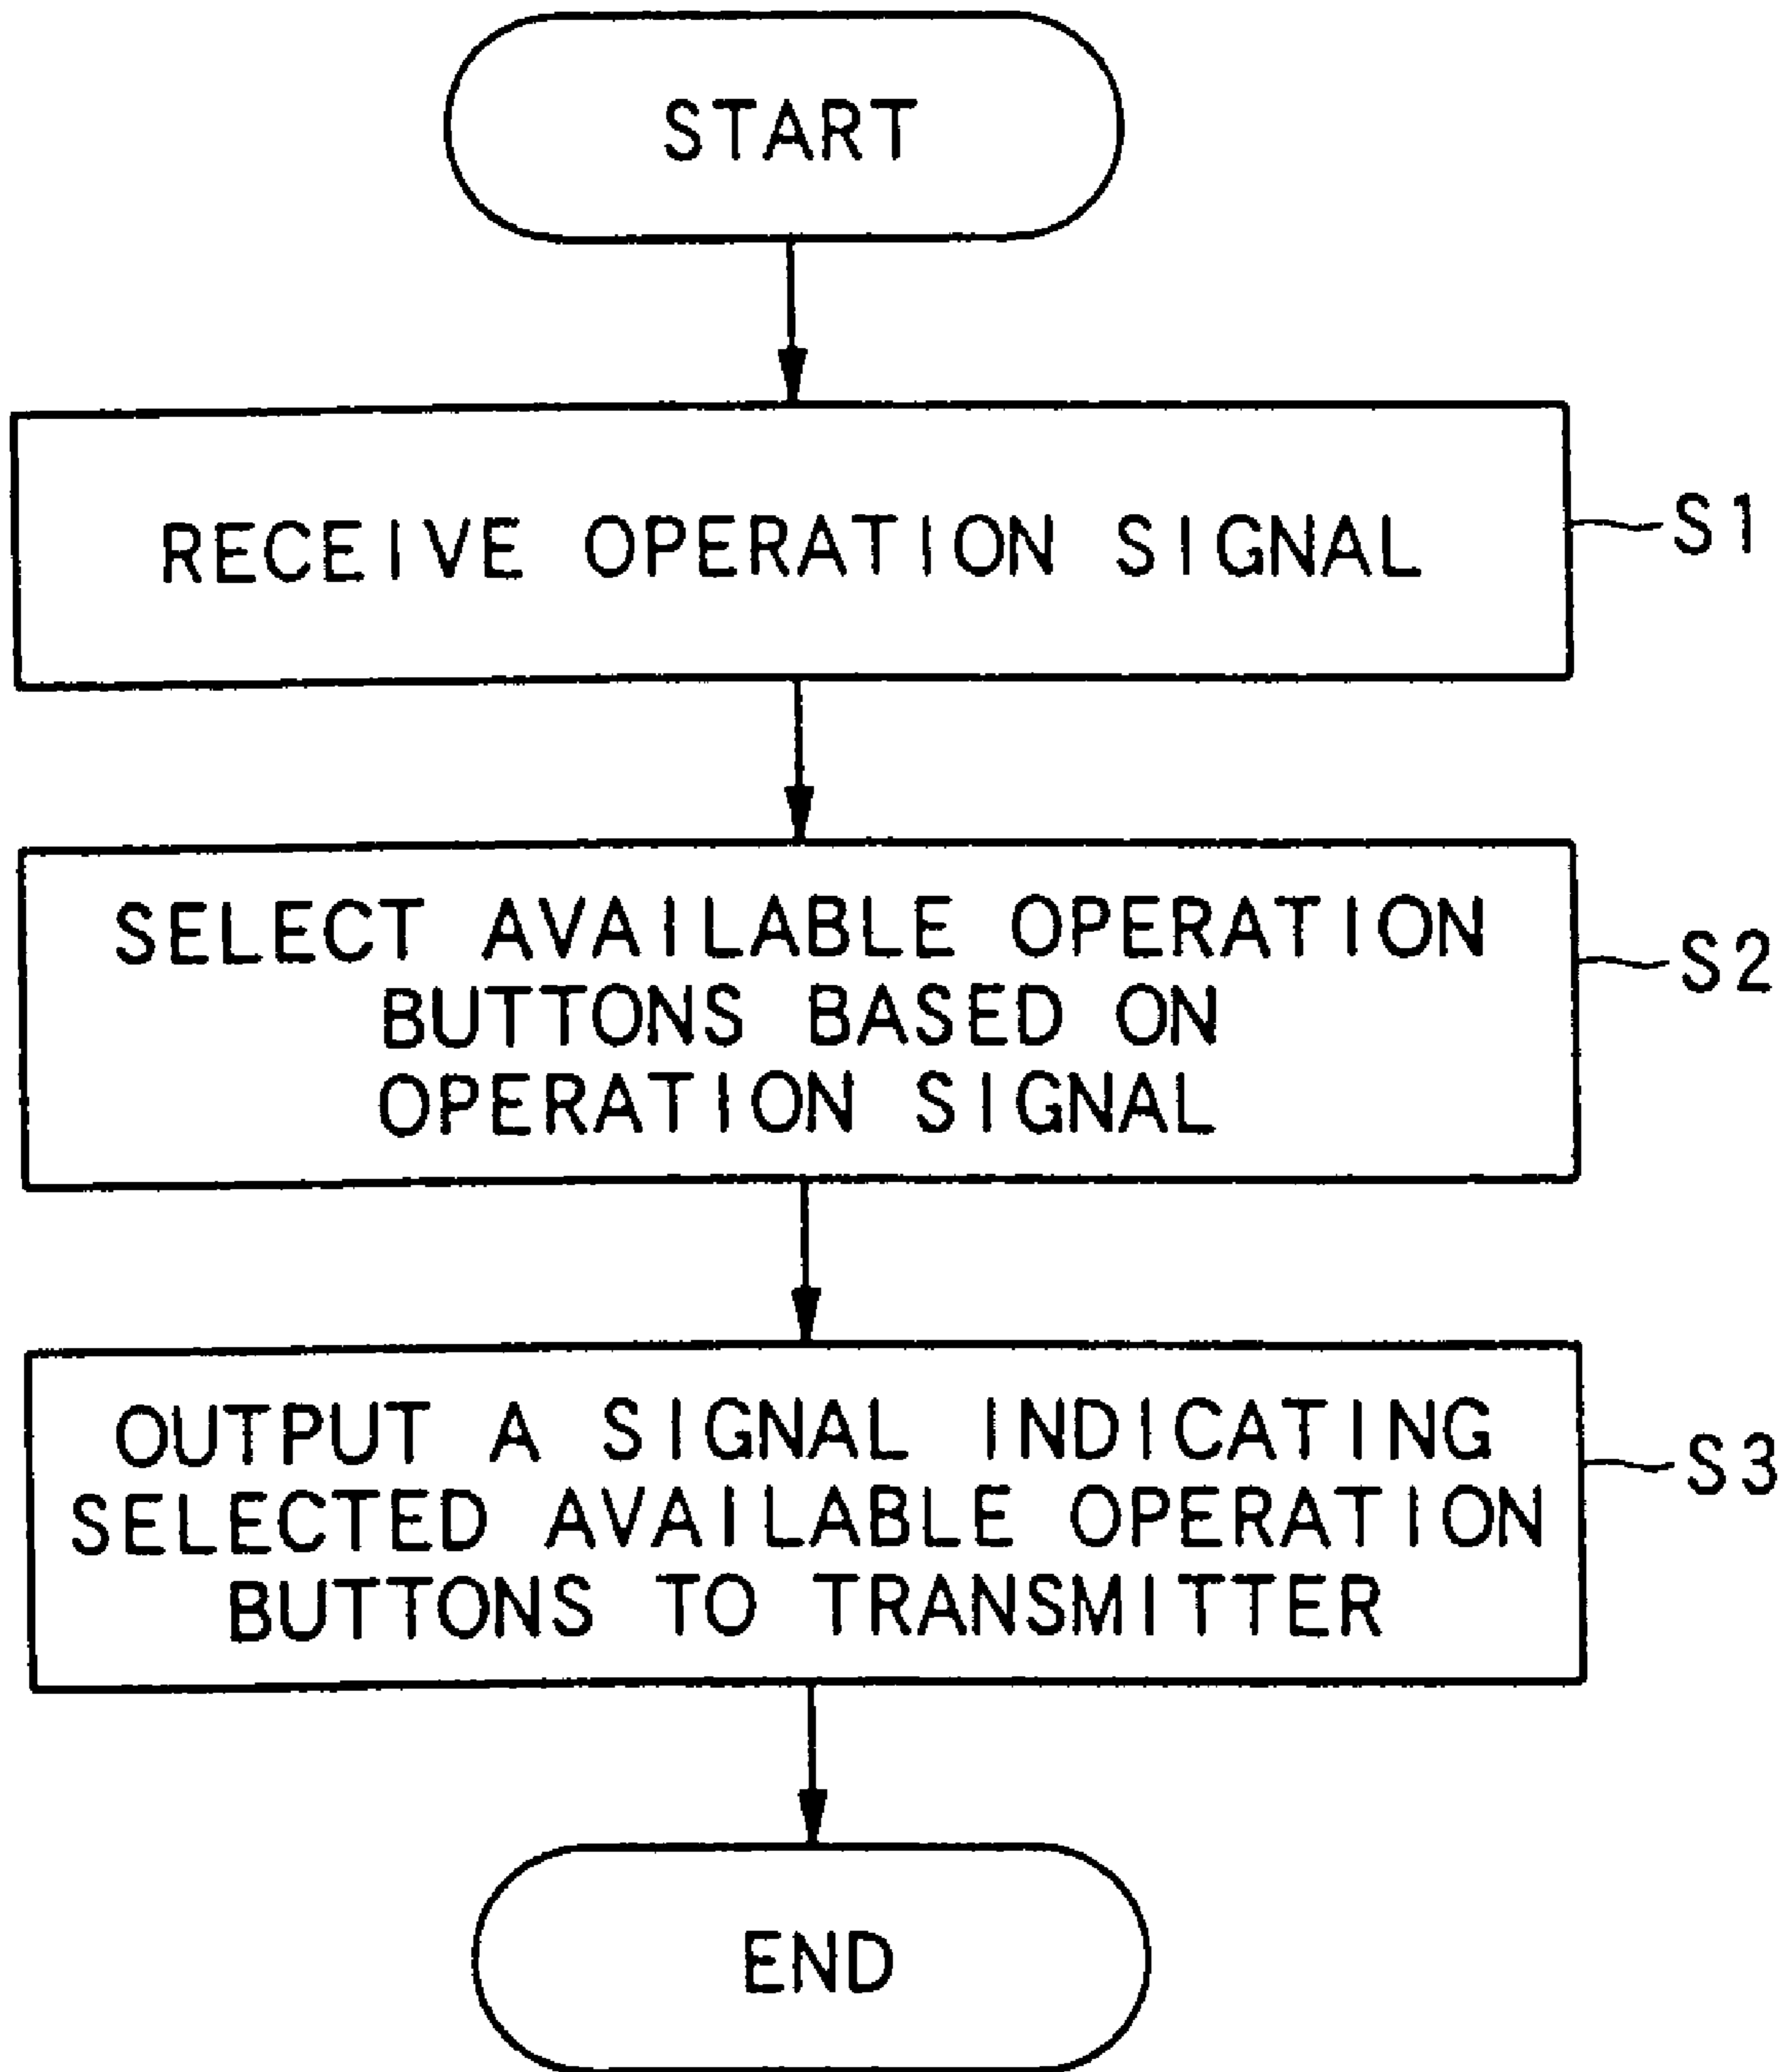 START
RECEIVE OPERATION SIGNAL
S1
SELECT AVAILABLE OPERATION
BUTTONS BASED ON
OPERATION SIGNAL
S2
OUTPUT A SIGNAL INDICATING
SELECTED AVAILABLE OPERATION
BUTTONS TO TRANSMITTER
S3
END